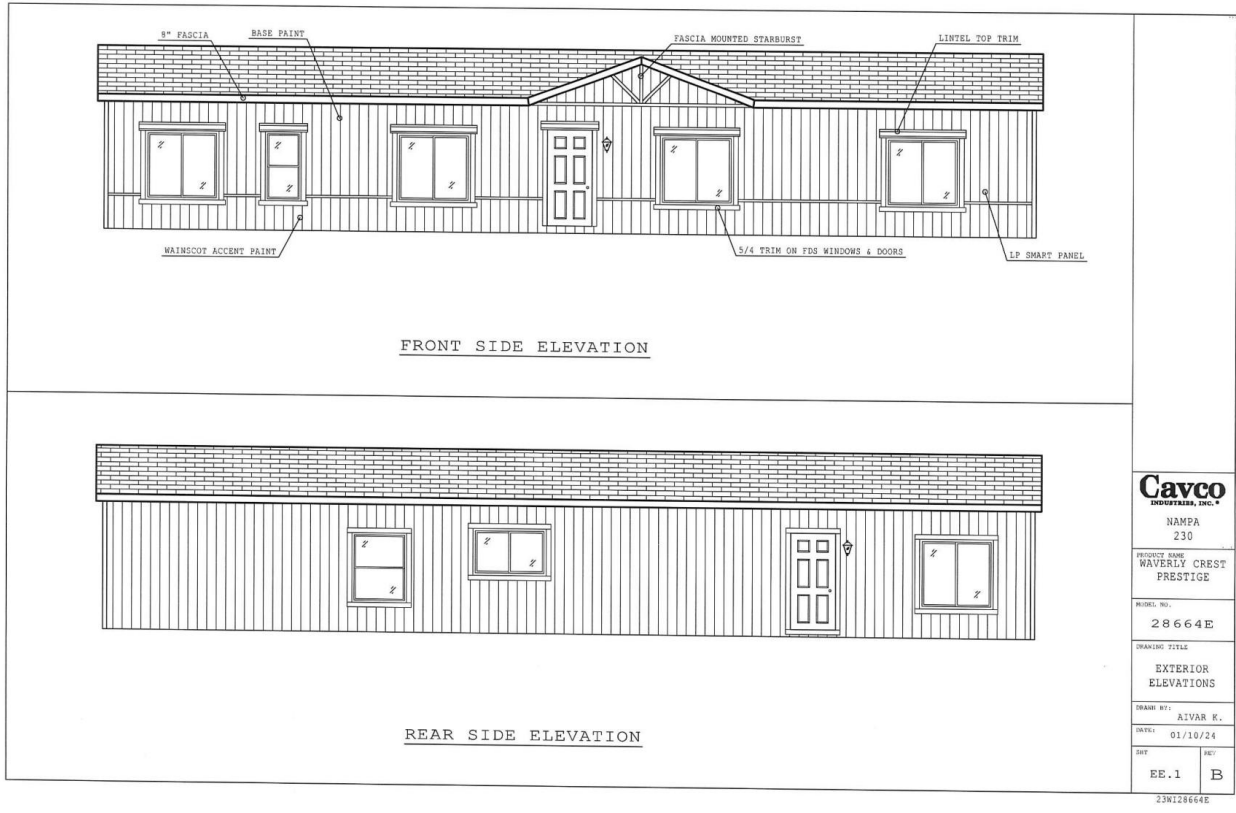 8" FASCIA
BASE PAINT
FASCIA MOUNTED STARBURST
LINTEL TOP TRIM
WAINSCOT ACCENT PAINT
5/4 TRIM ON FDS WINDOWS & DOORS
LP SMART PANEL
FRONT SIDE ELEVATION
REAR SIDE ELEVATION
Cavco
INDUSTRIES, INC.®
NAMPA
230
PRODUCT NAME
WAVERLY CREST
PRESTIGE
MODEL NO.
28664E
DRAWING TITLE
EXTERIOR
ELEVATIONS
DRAWN BY:
AIVAR K.
DATE: 01/10/24
SHT REV
EE.1 B
23WI28664E